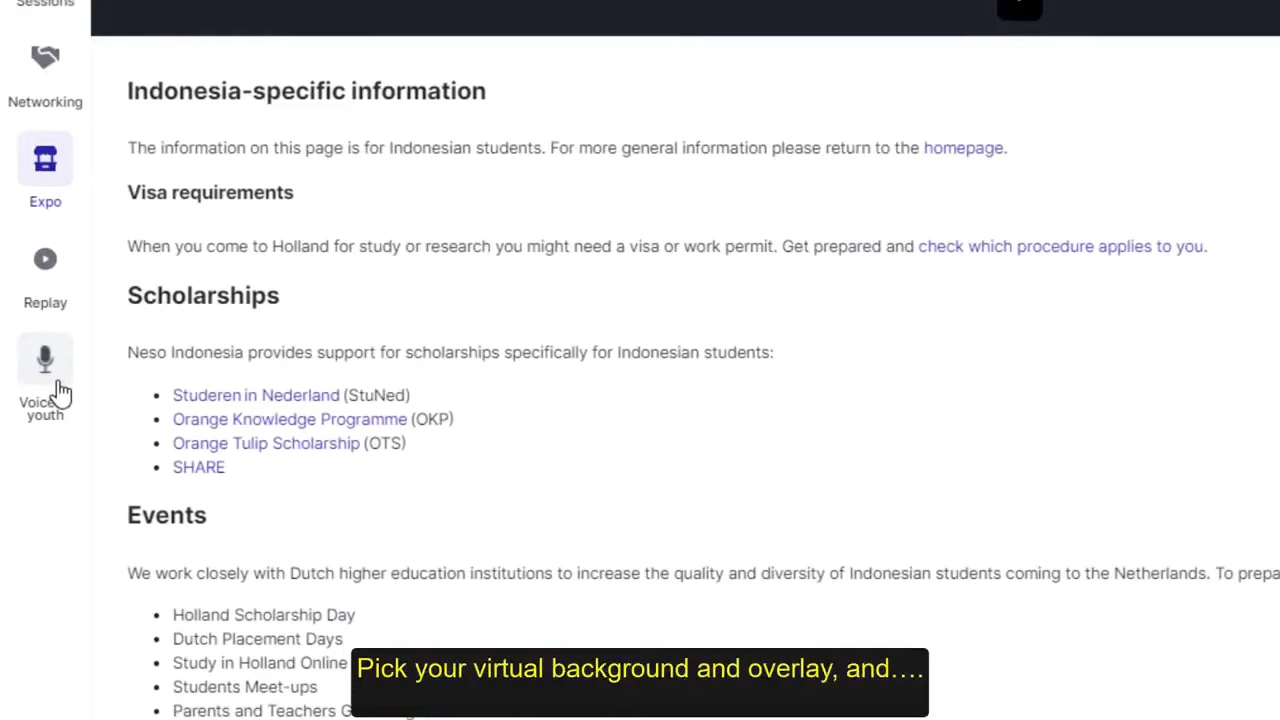 Sessions
Networking
Expo
Replay
youth
Indonesia-specific information
The information on this page is for Indonesian students. For more general information please return to the homepage.
Visa requirements
When you come to Holland for study or research you might need a visa or work permit. Get prepared and check which procedure applies to you.
Scholarships
Neso Indonesia provides support for scholarships specifically for Indonesian students:
Studeren in Nederland (StuNed)
Orange Knowledge Programme (OKP)
Orange Tulip Scholarship (OTS)
SHARE
Events
We work closely with Dutch higher education institutions to increase the quality and diversity of Indonesian students coming to the Netherlands. To prepa
Holland Scholarship Day
Dutch Placement Days
Study in Holland Online
Students Meet-ups
Parents and Teachers
Pick your virtual background and overlay, and....